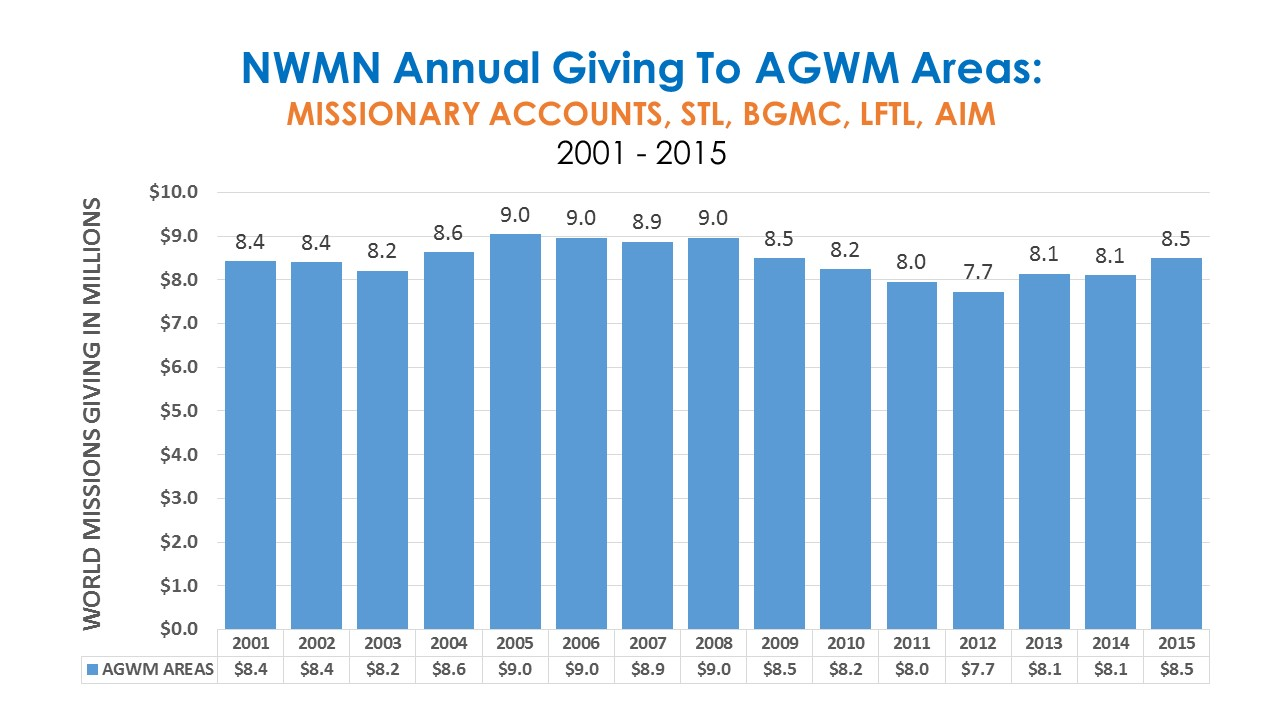 NWMN Annual Giving To AGWM Areas:
MISSIONARY ACCOUNTS, STL, BGMC, LFTL, AIM
2001 - 2015
WORLD MISSIONS GIVING IN MILLIONS
$10.0
$9.0
$8.0
$7.0
$6.0
$5.0
$4.0
$3.0
$2.0
$1.0
$0.0
8.4 8.4 8.2 8.6 9.0 9.0 8.9 9.0 8.5 8.2 8.0 7.7 8.1 8.1 8.5
2001 2002 2003 2004 2005 2006 2007 2008 2009 2010 2011 2012 2013 2014 2015
AGWM AREAS $8.4 $8.4 $8.2 $8.6 $9.0 $9.0 $8.9 $9.0 $8.5 $8.2 $8.0 $7.7 $8.1 $8.1 $8.5